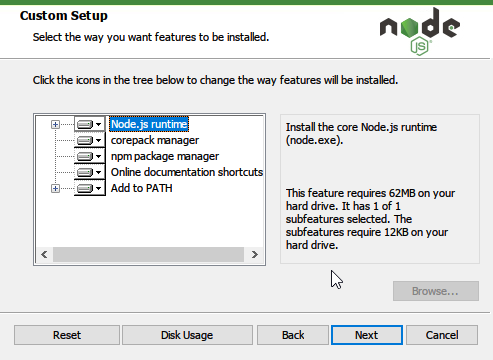 Custom Setup
Select the way you want features to be installed.
node
JS
Click the icons in the tree below to change the way features will be installed.
Node.js runtime
corepack manager
npm package manager
Online documentation shortcuts
Add to PATH
Install the core Node.js runtime
(node.exe).
This feature requires 62MB on your
hard drive. It has 1 of 1
subfeatures selected. The
subfeatures require 12KB on your
hard drive.
Browse...
Reset
Disk Usage
Back
Next
Cancel